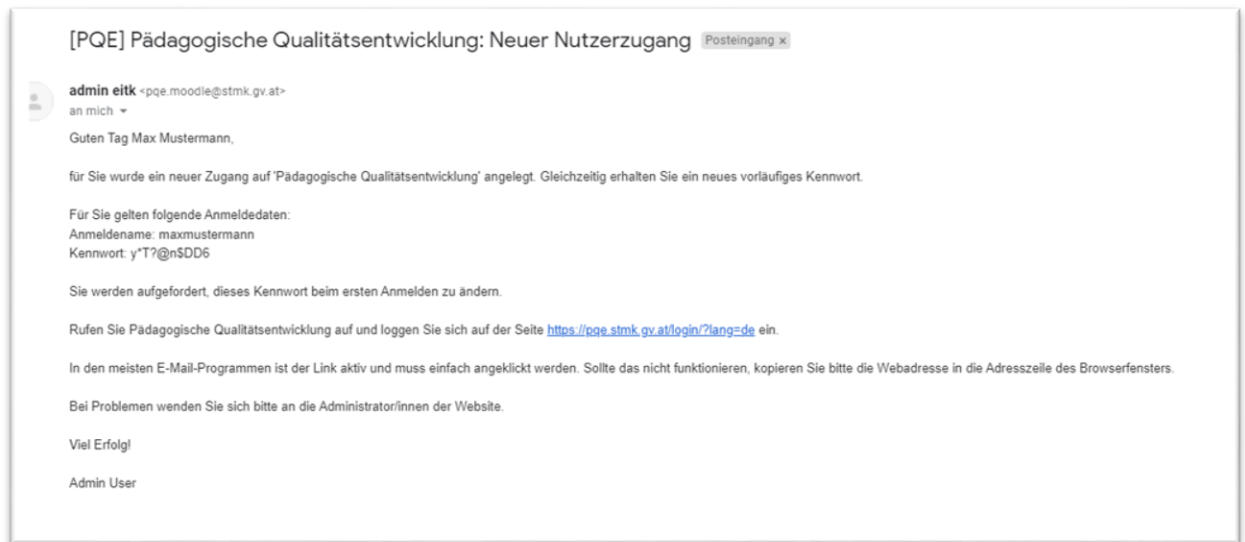 [PQE] Pädagogische Qualitätsentwicklung: Neuer Nutzerzugang Posteingang ×
admin eitk <pqe.moodle@stmk.gv.at>
an mich
Guten Tag Max Mustermann,
für Sie wurde ein neuer Zugang auf 'Pädagogische Qualitätsentwicklung' angelegt. Gleichzeitig erhalten Sie ein neues vorläufiges Kennwort.
Für Sie gelten folgende Anmeldedaten:
Anmeldename: maxmustermann
Kennwort: y*T?@n$DD6
Sie werden aufgefordert, dieses Kennwort beim ersten Anmelden zu ändern.
Rufen Sie Pädagogische Qualitätsentwicklung auf und loggen Sie sich auf der Seite https://pqe.stmk.gv.at/login/?lang=de ein.
In den meisten E-Mail-Programmen ist der Link aktiv und muss einfach angeklickt werden. Sollte das nicht funktionieren, kopieren Sie bitte die Webadresse in die Adresszeile des Browserfensters.
Bei Problemen wenden Sie sich bitte an die Administrator/innen der Website.
Viel Erfolg!
Admin User